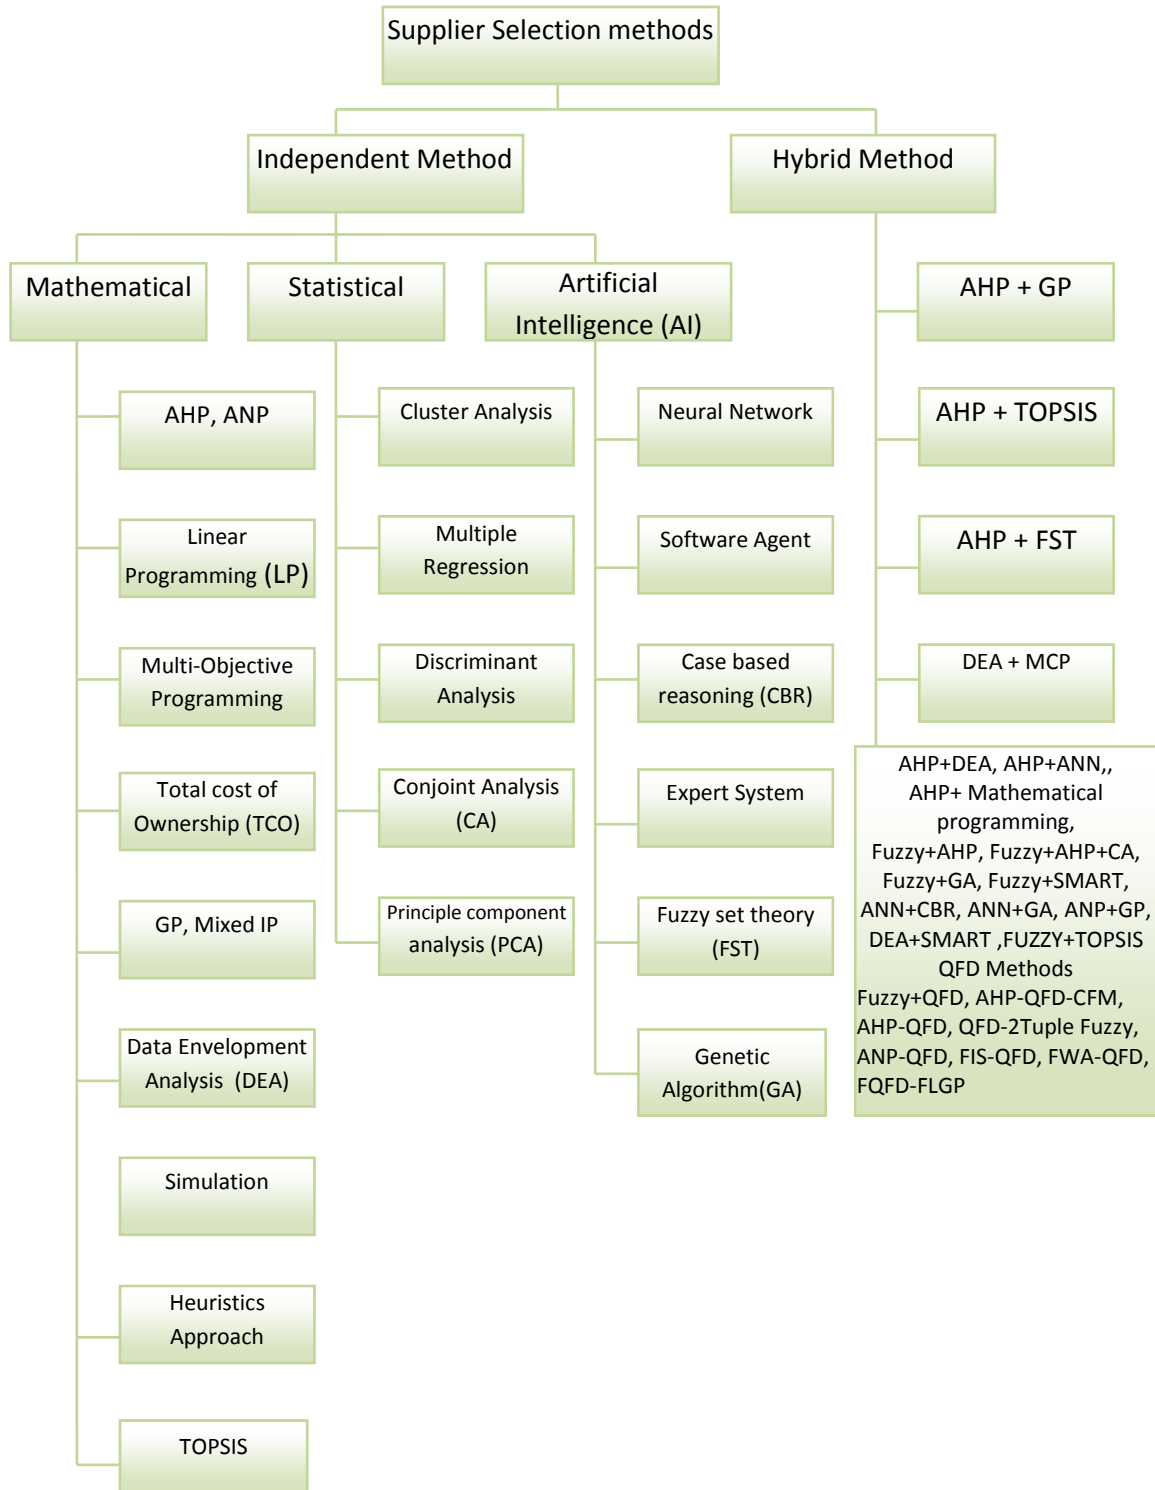 Supplier Selection methods
Independent Method
Hybrid Method
Mathematical
Statistical
Artificial
Intelligence (AI)
AHP, ANP
Linear
Programming (LP)
Multi-Objective
Programming
Total cost of
Ownership (TCO)
GP, Mixed IP
Data Envelopment
Analysis (DEA)
Simulation
Heuristics
Approach
TOPSIS
Cluster Analysis
Multiple
Regression
Discriminant
Analysis
Conjoint Analysis
(CA)
Principle component
analysis (PCA)
Neural Network
Software Agent
Case based
reasoning (CBR)
Expert System
Fuzzy set theory
(FST)
Genetic
Algorithm(GA)
AHP + GP
AHP + TOPSIS
AHP + FST
DEA + MCP
AHP+DEA, AHP+ANN,,
AHP+ Mathematical
programming,
Fuzzy+AHP, Fuzzy+AHP+CA,
Fuzzy+GA, Fuzzy+SMART,
ANN+CBR, ANN+GA, ANP+GP,
DEA+SMART ,FUZZY+TOPSIS
QFD Methods
Fuzzy+QFD, AHP-QFD-CFM,
AHP-QFD, QFD-2Tuple Fuzzy,
ANP-QFD, FIS-QFD, FWA-QFD,
FQFD-FLGP